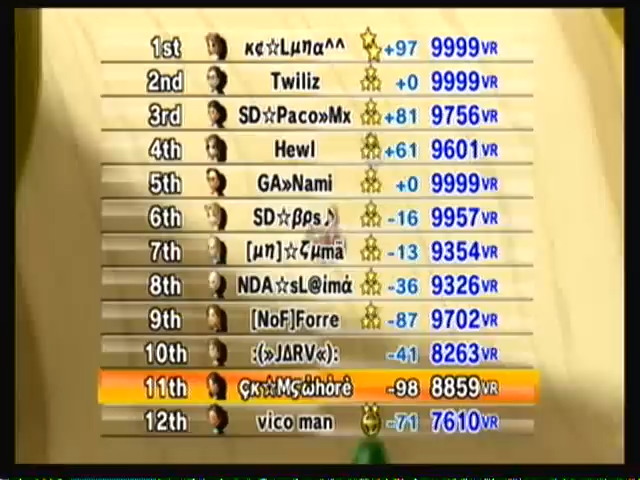 1st κ¢☆Lμηα^^ +97 9999VR
2nd Twiliz +0 9999VR
3rd SD☆Paco»Mx +81 9756VR
4th Hewl +61 9601VR
5th GA»Nami +0 9999VR
6th SD☆βρs♪ -16 9957VR
7th [μη]☆ζμmä -13 9354VR
8th NDA☆sL@imά -36 9326VR
9th [NoF]Forre -87 9702VR
10th :(»JΔRV«): -41 8263VR
11th Çκ☆Mςώhòrè -98 8859VR
12th vico man -71 7610VR